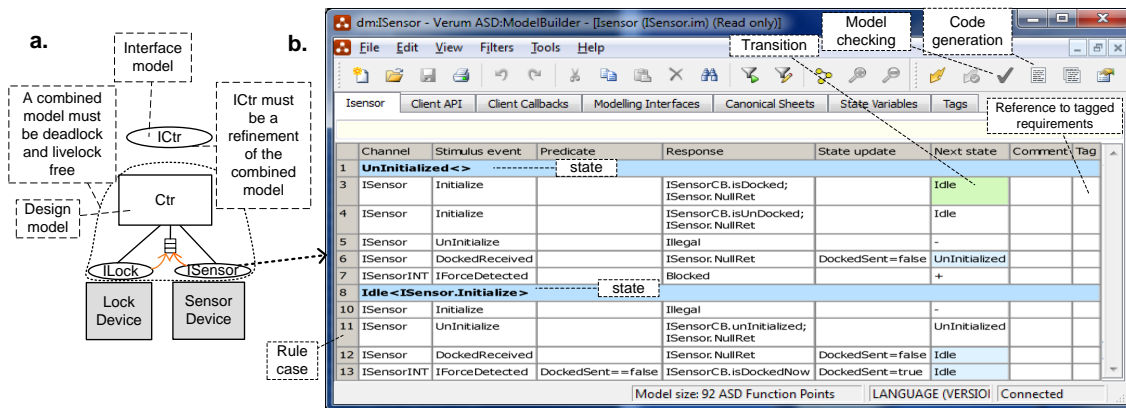 a.
Interface
model
A combined
model must
be deadlock
and livelock
free
ICtr
ICtr must
be a
refinement
of the
combined
model
Ctr
Design
model
ILock
ISensor
Lock
Device
Sensor
Device
b.
dm:ISensor - Verum ASD:ModelBuilder - [Isensor (ISensor.im) (Read only)]
File Edit View Filters Tools Help
Transition
Model
checking
Code
generation
Isensor Client API Client Callbacks Modelling Interfaces Canonical Sheets State Variables Tags
Reference to tagged
requirements
Channel Stimulus event Predicate Response State update Next state Comment Tag
1 UnInitialized<> state
3 ISensor Initialize ISensorCB.isDocked; Idle
ISensor.NullRet
4 ISensor Initialize ISensorCB.isUnDocked; Idle
ISensor.NullRet
5 ISensor UnInitialize Illegal -
6 ISensor DockedReceived ISensor.NullRet DockedSent=false UnInitialized
7 ISensorINT IForceDetected Blocked +
8 Idle<ISensor.Initialize> state
10 ISensor Initialize Illegal -
11 ISensor UnInitialize ISensorCB.unInitialized; UnInitialized
ISensor.NullRet
12 ISensor DockedReceived ISensor.NullRet DockedSent=false Idle
13 ISensorINT IForceDetected DockedSent==false ISensorCB.isDockedNow DockedSent=true Idle
Rule
case
Model size: 92 ASD Function Points LANGUAGE (VERSIO Connected